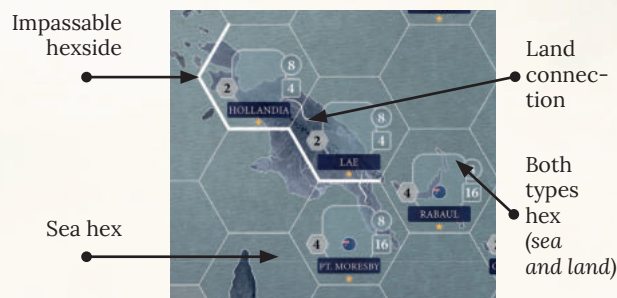 Impassable
hexside
Sea hex
8
4
2
HOLLANDIA
8
4
2
LAE
4
16
RABAUL
8
4
16
PT. MORESBY
Land
connec-
tion
Both
types
hex
(sea
and land)